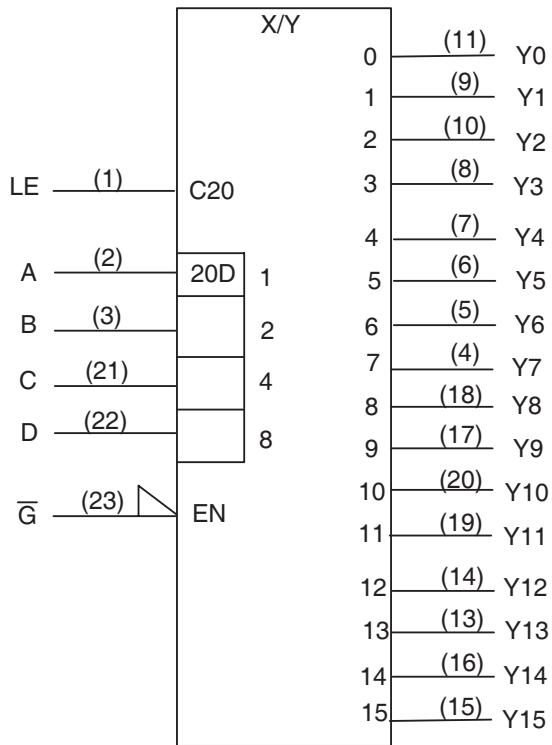 X/Y
0 (11) Y0
1 (9) Y1
2 (10) Y2
LE (1) C20 3 (8) Y3
4 (7) Y4
A (2) 20D 1 5 (6) Y5
B (3) 2 6 (5) Y6
7 (4) Y7
C (21) 4 8 (18) Y8
D (22) 8 9 (17) Y9
10 (20) Y10
G̅ (23) EN 11 (19) Y11
12 (14) Y12
13 (13) Y13
14 (16) Y14
15 (15) Y15